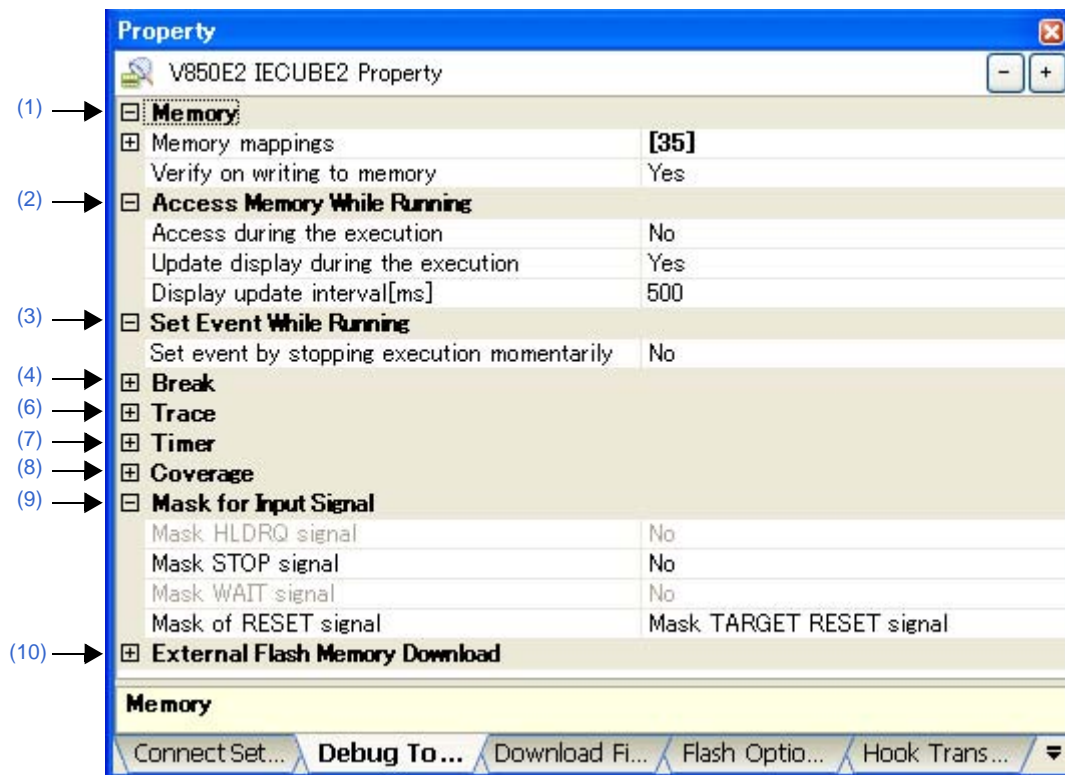 Property
V850E2 IECUBE2 Property - +
(1) Memory
Memory mappings [35]
Verify on writing to memory Yes
(2) Access Memory While Running
Access during the execution No
Update display during the execution Yes
Display update interval[ms] 500
(3) Set Event While Running
Set event by stopping execution momentarily No
(4) Break
(6) Trace
(7) Timer
(8) Coverage
(9) Mask for Input Signal
Mask HLDRQ signal No
Mask STOP signal No
Mask WAIT signal No
Mask of RESET signal Mask TARGET RESET signal
(10) External Flash Memory Download
Memory
Connect Set... Debug To... Download Fi... Flash Optio... Hook Trans...